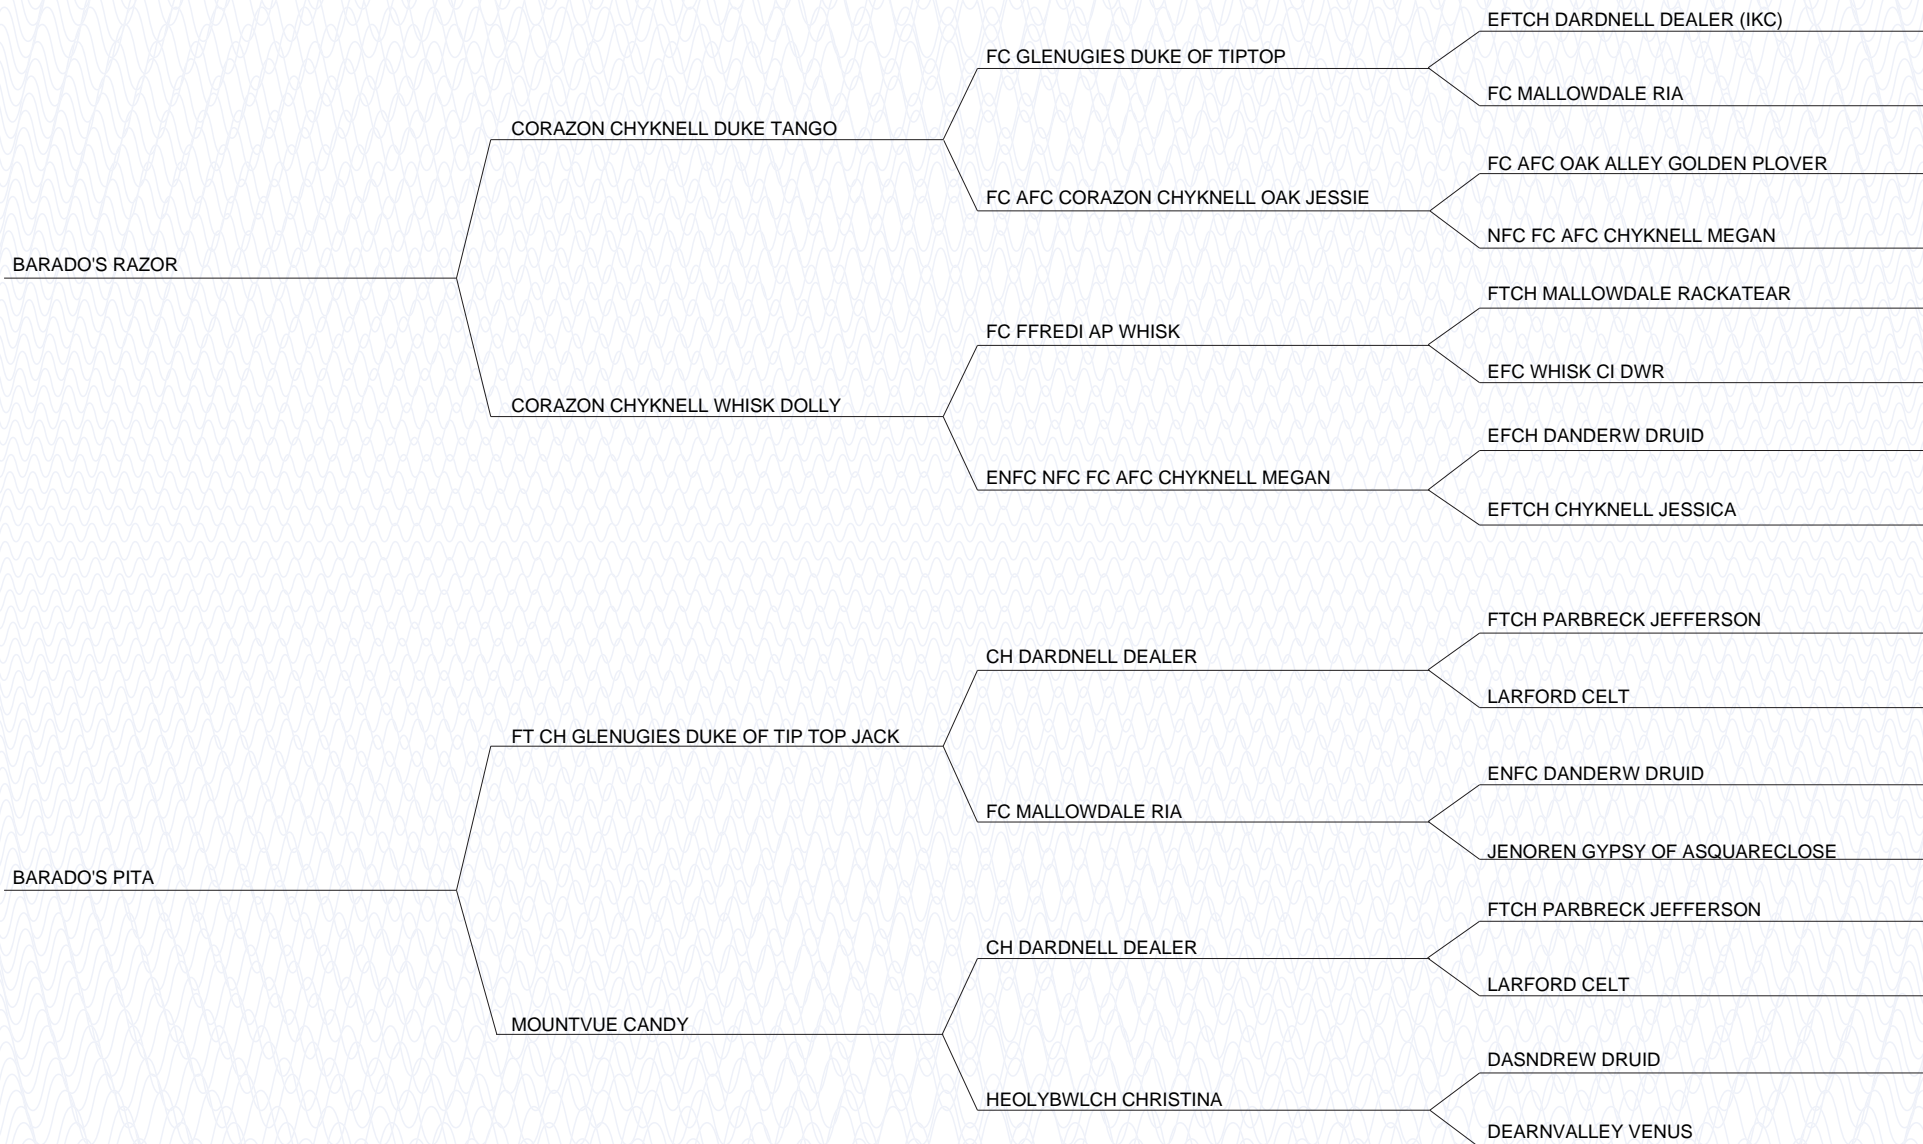 EFTCH DARDNELL DEALER (IKC)
FC GLENUGIES DUKE OF TIPTOP
FC MALLOWDALE RIA
CORAZON CHYKNELL DUKE TANGO
FC AFC OAK ALLEY GOLDEN PLOVER
FC AFC CORAZON CHYKNELL OAK JESSIE
NFC FC AFC CHYKNELL MEGAN
BARADO'S RAZOR
FTCH MALLOWDALE RACKATEAR
FC FFREDI AP WHISK
EFC WHISK CI DWR
CORAZON CHYKNELL WHISK DOLLY
EFCH DANDERW DRUID
ENFC NFC FC AFC CHYKNELL MEGAN
EFTCH CHYKNELL JESSICA
FTCH PARBRECK JEFFERSON
CH DARDNELL DEALER
LARFORD CELT
FT CH GLENUGIES DUKE OF TIP TOP JACK
ENFC DANDERW DRUID
FC MALLOWDALE RIA
JENOREN GYPSY OF ASQUARECLOSE
BARADO'S PITA
FTCH PARBRECK JEFFERSON
CH DARDNELL DEALER
LARFORD CELT
MOUNTVUE CANDY
DASNDREW DRUID
HEOLYBWLCH CHRISTINA
DEARNVALLEY VENUS